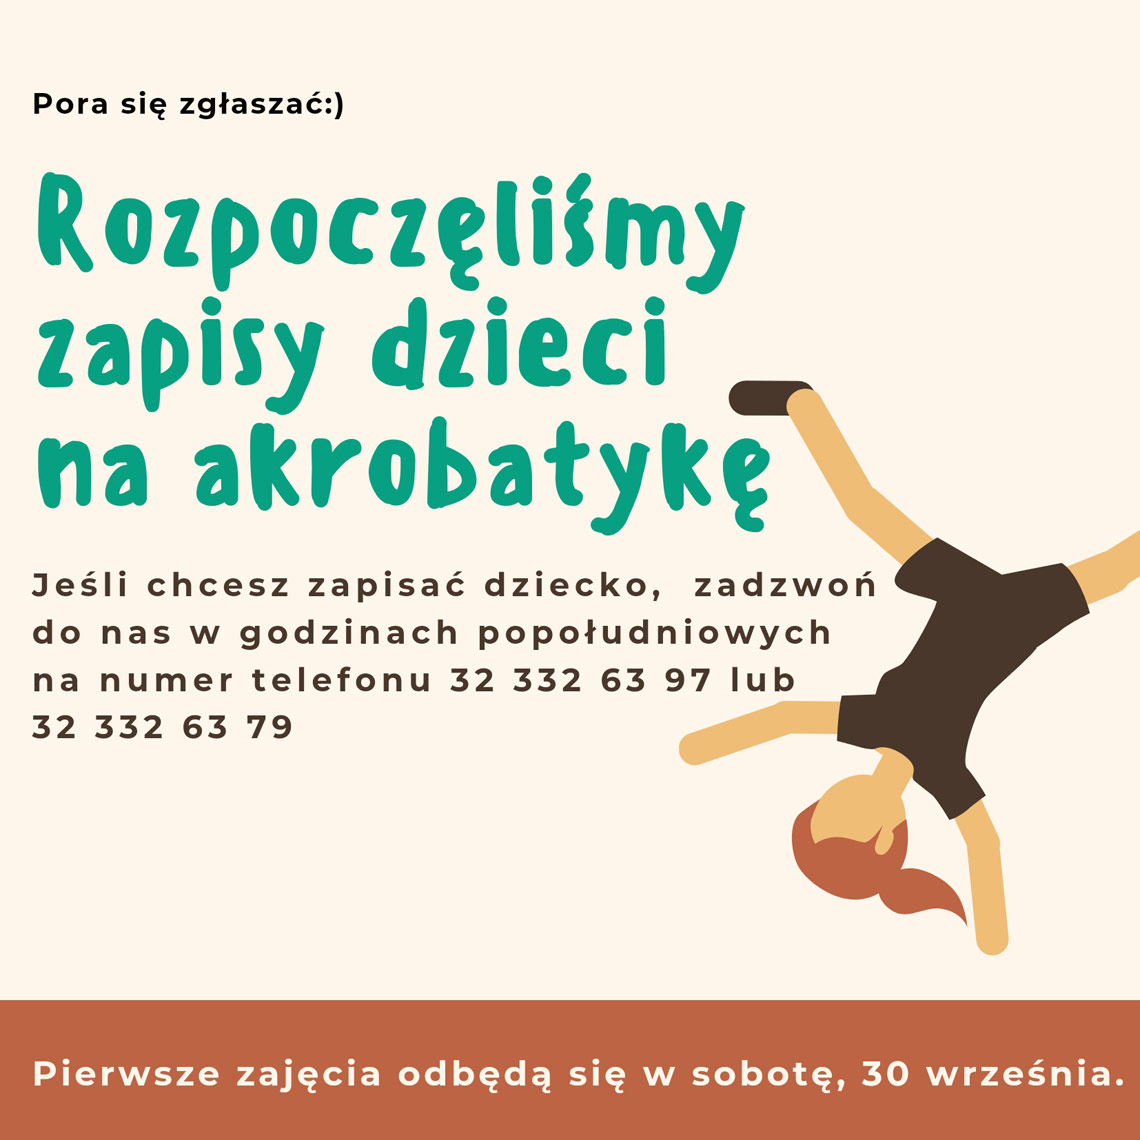 Pora się zgłaszać:)
Rozpoczęliśmy
zapisy dzieci
na akrobatykę
Jeśli chcesz zapisać dziecko, zadzwoń
do nas w godzinach popołudniowych
na numer telefonu 32 332 63 97 lub
32 332 63 79
Pierwsze zajęcia odbędą się w sobotę, 30 września.